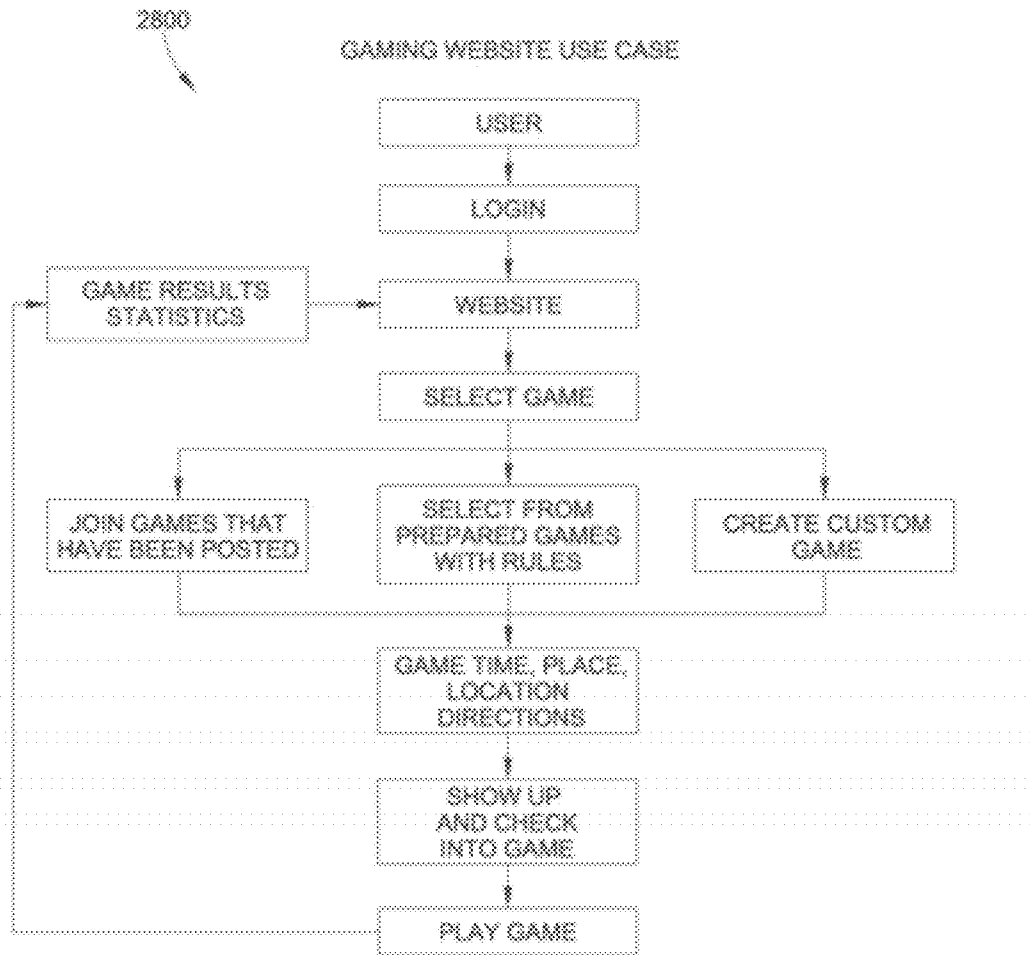 2800
GAMING WEBSITE USE CASE
USER
LOGIN
GAME RESULTS
STATISTICS
WEBSITE
SELECT GAME
JOIN GAMES THAT
HAVE BEEN POSTED
SELECT FROM
PREPARED GAMES
WITH RULES
CREATE CUSTOM
GAME
GAME TIME, PLACE,
LOCATION
DIRECTIONS
SHOW UP
AND CHECK
INTO GAME
PLAY GAME